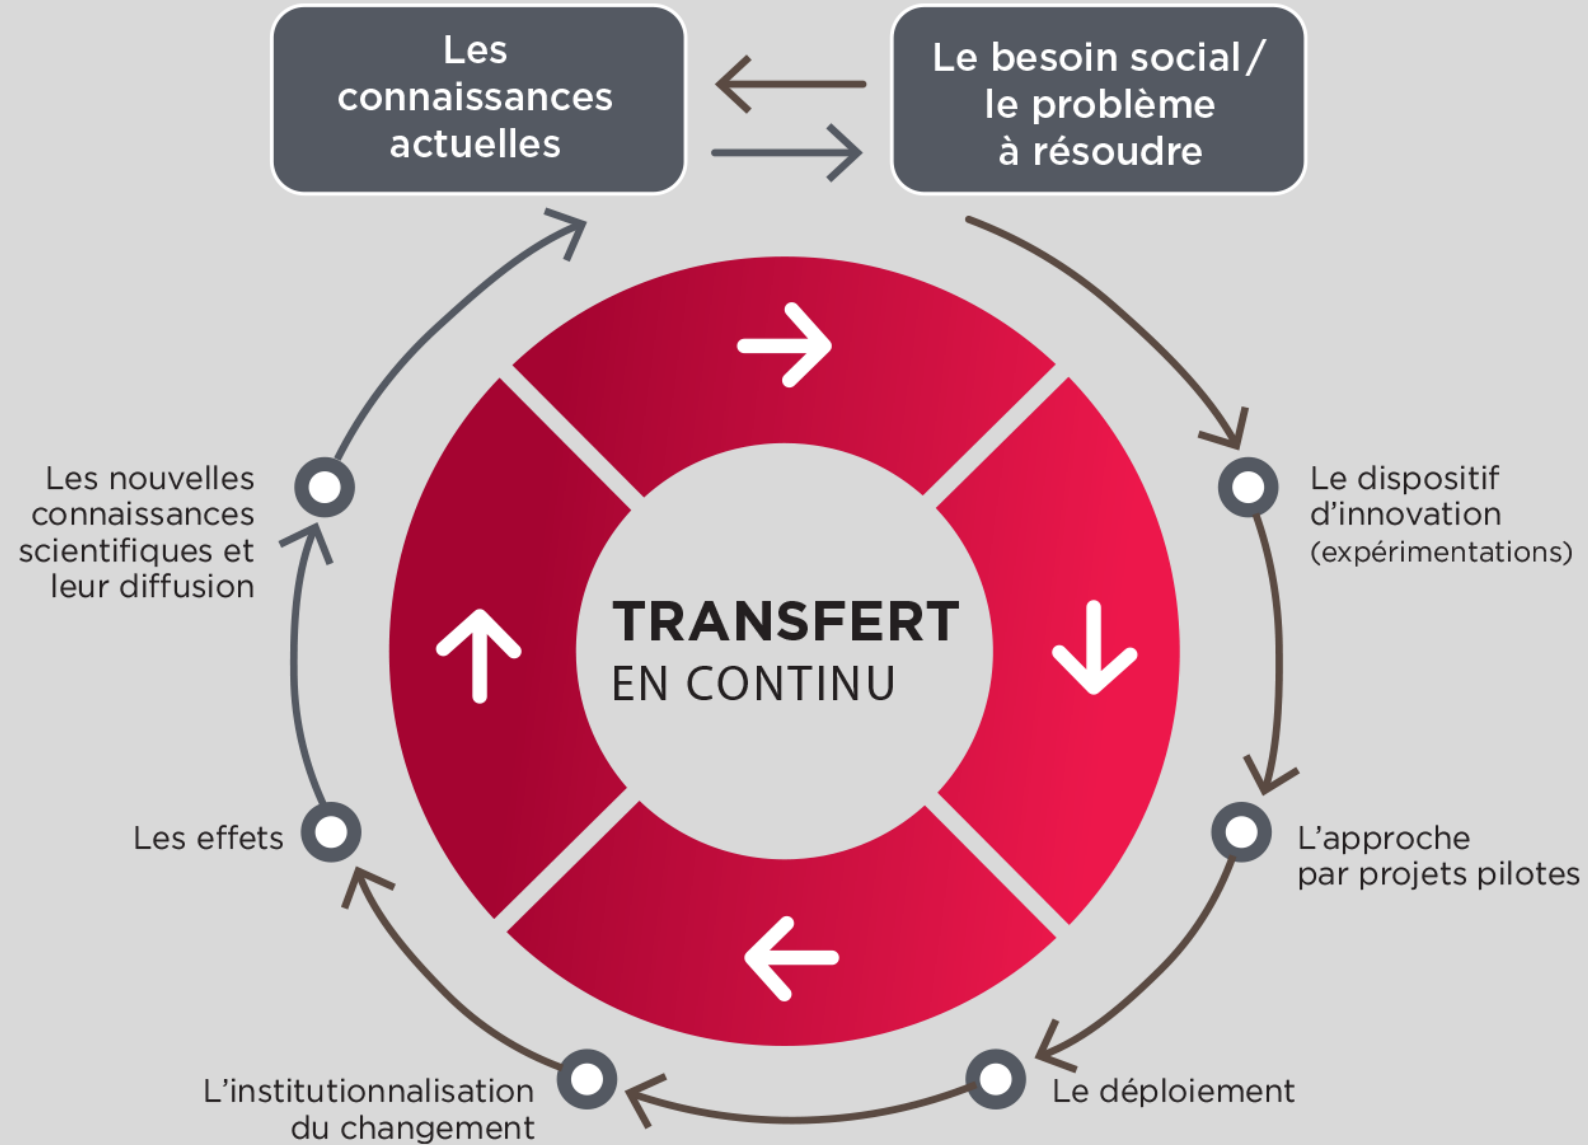 Les
connaissances
actuelles
Le besoin social/
le problème
à résoudre
Le dispositif
d’innovation
(expérimentations)
L’approche
par projets pilotes
Le déploiement
L’institutionnalisation
du changement
Les effets
Les nouvelles
connaissances
scientifiques et
leur diffusion
TRANSFERT
EN CONTINU